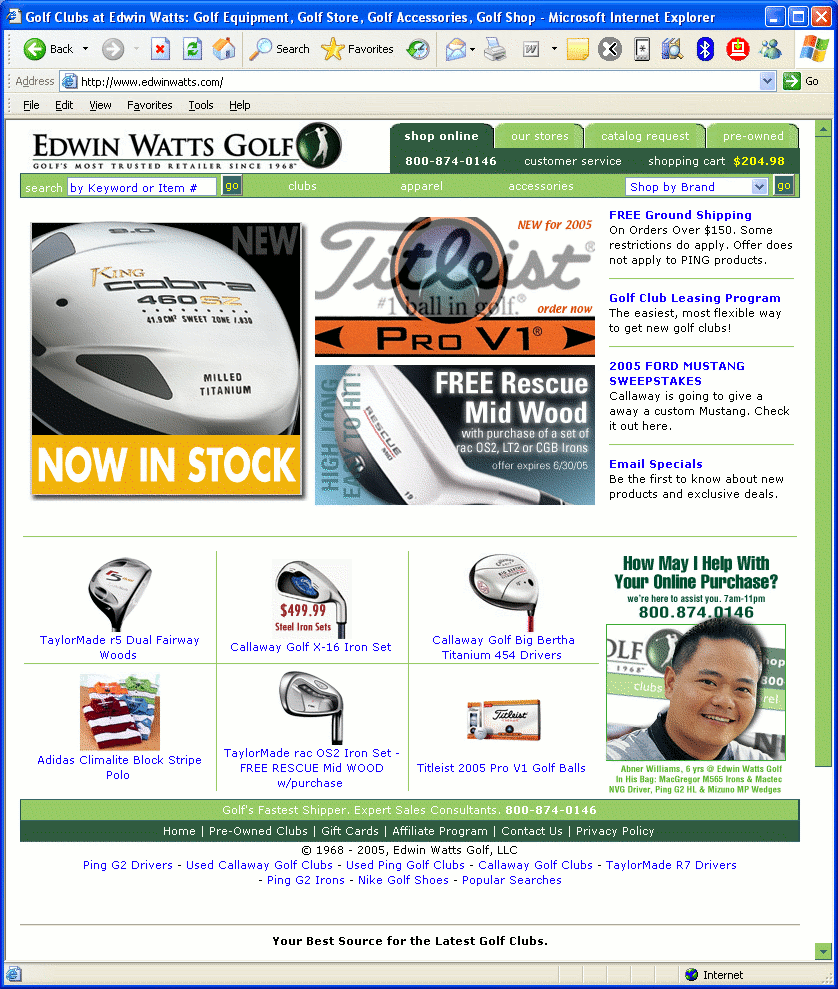 Golf Clubs at Edwin Watts: Golf Equipment, Golf Store, Golf Accessories, Golf Shop - Microsoft Internet Explorer
Back Search Favorites
Address http://www.edwinwatts.com/ Go
File Edit View Favorites Tools Help
EDWIN WATTS GOLF
GOLF'S MOST TRUSTED RETAILER SINCE 1968
shop online our stores catalog request pre-owned
800-874-0146 customer service shopping cart $204.98
search by Keyword or Item # go clubs apparel accessories Shop by Brand go
NEW
9.0
KING
cobra
460SZ
41.9CM² SWEET ZONE /.830
MILLED
TITANIUM
NOW IN STOCK
NEW for 2005
Titleist®
#1 ball in golf.®
order now
PRO V1®
HIGH LONG
EASY TO HIT!
RESCUE
MID
19
FREE Rescue
Mid Wood
with purchase of a set of
rac OS2, LT2 or CGB Irons
offer expires 6/30/05
FREE Ground Shipping
On Orders Over $150. Some
restrictions do apply. Offer does
not apply to PING products.
Golf Club Leasing Program
The easiest, most flexible way
to get new golf clubs!
2005 FORD MUSTANG
SWEEPSTAKES
Callaway is going to give a
away a custom Mustang. Check
it out here.
Email Specials
Be the first to know about new
products and exclusive deals.
r5
TaylorMade r5 Dual Fairway
Woods
$499.99
Steel Iron Sets
Callaway Golf X-16 Iron Set
BIG BERTHA
Callaway Golf Big Bertha
Titanium 454 Drivers
Adidas Climalite Block Stripe
Polo
TaylorMade rac OS2 Iron Set -
FREE RESCUE Mid WOOD
w/purchase
Titleist
Titleist 2005 Pro V1 Golf Balls
How May I Help With
Your Online Purchase?
we're here to assist you. 7am-11pm
800.874.0146
OLF
1968
shop
800-
clubs
rel
Abner Williams, 6 yrs @ Edwin Watts Golf
In His Bag: MacGregor M565 Irons & Mactec
NVG Driver, Ping G2 HL & Mizuno MP Wedges
Golf's Fastest Shipper. Expert Sales Consultants. 800-874-0146
Home | Pre-Owned Clubs | Gift Cards | Affiliate Program | Contact Us | Privacy Policy
© 1968 - 2005, Edwin Watts Golf, LLC
Ping G2 Drivers - Used Callaway Golf Clubs - Used Ping Golf Clubs - Callaway Golf Clubs - TaylorMade R7 Drivers
- Ping G2 Irons - Nike Golf Shoes - Popular Searches
Your Best Source for the Latest Golf Clubs.
Internet